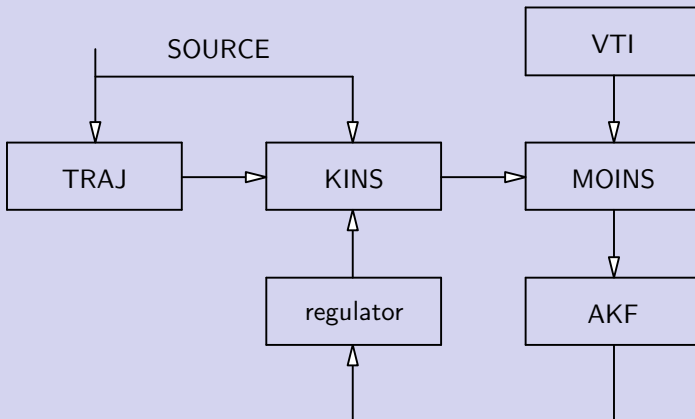 VTI
SOURCE
TRAJ
KINS
MOINS
regulator
AKF